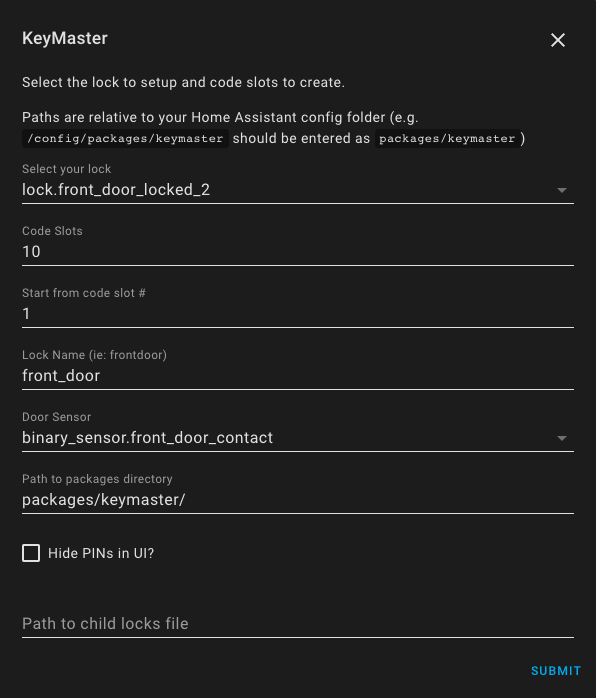 KeyMaster
Select the lock to setup and code slots to create.
Paths are relative to your Home Assistant config folder (e.g.
/config/packages/keymaster should be entered as packages/keymaster )
Select your lock
lock.front_door_locked_2
Code Slots
10
Start from code slot #
1
Lock Name (ie: frontdoor)
front_door
Door Sensor
binary_sensor.front_door_contact
Path to packages directory
packages/keymaster/
Hide PINs in UI?
Path to child locks file
SUBMIT